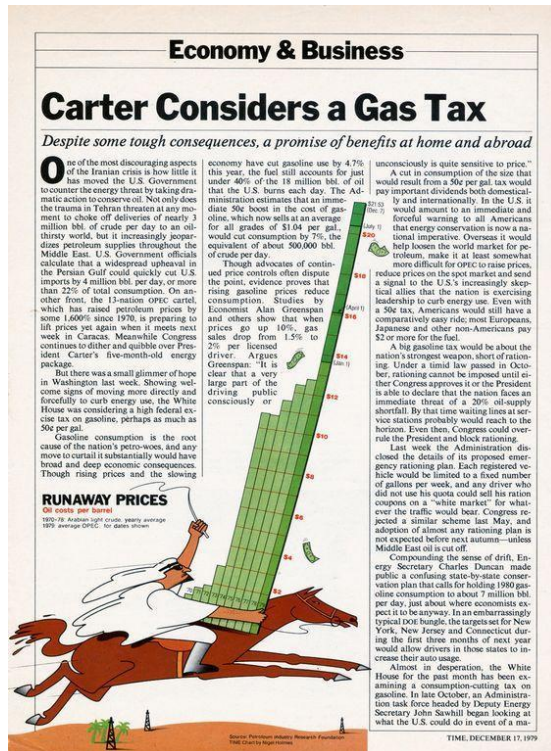 Economy & Business
Carter Considers a Gas Tax
Despite some tough consequences, a promise of benefits at home and abroad
One of the most discouraging aspects
of the Iranian crisis is how little it
has moved the U.S. Government
to counter the energy threat by taking dra-
matic action to conserve oil. Not only does
the trauma in Tehran threaten at any mo-
ment to choke off deliveries of nearly 3
million bbl. of crude per day to an oil-
thirsty world, but it increasingly jeopar-
dizes petroleum supplies throughout the
Middle East. U.S. Government officials
calculate that a widespread upheaval in
the Persian Gulf could quickly cut U.S.
imports by 4 million bbl. per day, or more
than 22% of total consumption. On an-
other front, the 13-nation OPEC cartel,
which has raised petroleum prices by
some 1,600% since 1970, is preparing to
lift prices yet again when it meets next
week in Caracas. Meanwhile Congress
continues to dither and quibble over Pres-
ident Carter's five-month-old energy
package.
But there was a small glimmer of hope
in Washington last week. Showing wel-
come signs of moving more directly and
forcefully to curb energy use, the White
House was considering a high federal ex-
cise tax on gasoline, perhaps as much as
50¢ per gal.
Gasoline consumption is the root
cause of the nation's petro-woes, and any
move to curtail it substantially would have
broad and deep economic consequences.
Though rising prices and the slowing
economy have cut gasoline use by 4.7%
this year, the fuel still accounts for just
under 40% of the 18 million bbl. of oil
that the U.S. burns each day. The Ad-
ministration estimates that an imme-
diate 50¢ boost in the cost of gas-
oline, which now sells at an average
for all grades of $1.04 per gal.,
would cut consumption by 7%, the
equivalent of about 500,000 bbl.
of crude per day.
Though advocates of contin-
ued price controls often dispute
the point, evidence proves that
rising gasoline prices reduce
consumption. Studies by
Economist Alan Greenspan
and others show that when
prices go up 10%, gas
sales drop from 1.5% to
2% per licensed
driver. Argues
Greenspan: "It is
clear that a very
large part of the
driving public
consciously or
unconsciously is quite sensitive to price."
A cut in consumption of the size that
would result from a 50¢ per gal. tax would
pay important dividends both domestical-
ly and internationally. In the U.S. it
would amount to an immediate and
forceful warning to all Americans
that energy conservation is now a na-
tional imperative. Overseas it would
help loosen the world market for pe-
troleum, make it at least somewhat
more difficult for OPEC to raise prices,
reduce prices on the spot market and send
a signal to the U.S.'s increasingly skep-
tical allies that the nation is exercising
leadership to curb energy use. Even with
a 50¢ tax, Americans would still have a
comparatively easy ride; most Europeans,
Japanese and other non-Americans pay
$2 or more for the fuel.
A big gasoline tax would be about the
nation's strongest weapon, short of ration-
ing. Under a timid law passed in Octo-
ber, rationing cannot be imposed until ei-
ther Congress approves it or the President
is able to declare that the nation faces an
immediate threat of a 20% oil-supply
shortfall. By that time waiting lines at ser-
vice stations probably would reach to the
horizon. Even then, Congress could over-
rule the President and block rationing.
Last week the Administration dis-
closed the details of its proposed emer-
gency rationing plan. Each registered ve-
hicle would be limited to a fixed number
of gallons per week, and any driver who
did not use his quota could sell his ration
coupons on a "white market" for what-
ever the traffic would bear. Congress re-
jected a similar scheme last May, and
adoption of almost any rationing plan is
not expected before next autumn—unless
Middle East oil is cut off.
Compounding the sense of drift, En-
ergy Secretary Charles Duncan made
public a confusing state-by-state conser-
vation plan that calls for holding 1980 gas-
oline consumption to about 7 million bbl.
per day, just about where economists ex-
pect it to be anyway. In an embarrassingly
typical DOE bungle, the targets set for New
York, New Jersey and Connecticut dur-
ing the first three months of next year
would allow drivers in those states to in-
crease their auto usage.
Almost in desperation, the White
House for the past month has been ex-
amining a consumption-cutting tax on
gasoline. In late October, an Administra-
tion task force headed by Deputy Energy
Secretary John Sawhill began looking at
what the U.S. could do in event of a ma-
RUNAWAY PRICES
Oil costs per barrel
1970-78: Arabian light crude, yearly average
1979: average OPEC, for dates shown
$21.50
(Dec. 7)
(July 1)
$20
$18
(April 1)
$16
$14
(Jan. 1)
$12
$10
$8
$6
$4
$2
Source: Petroleum Industry Research Foundation
TIME Chart by Nigel Holmes
TIME, DECEMBER 17, 1979